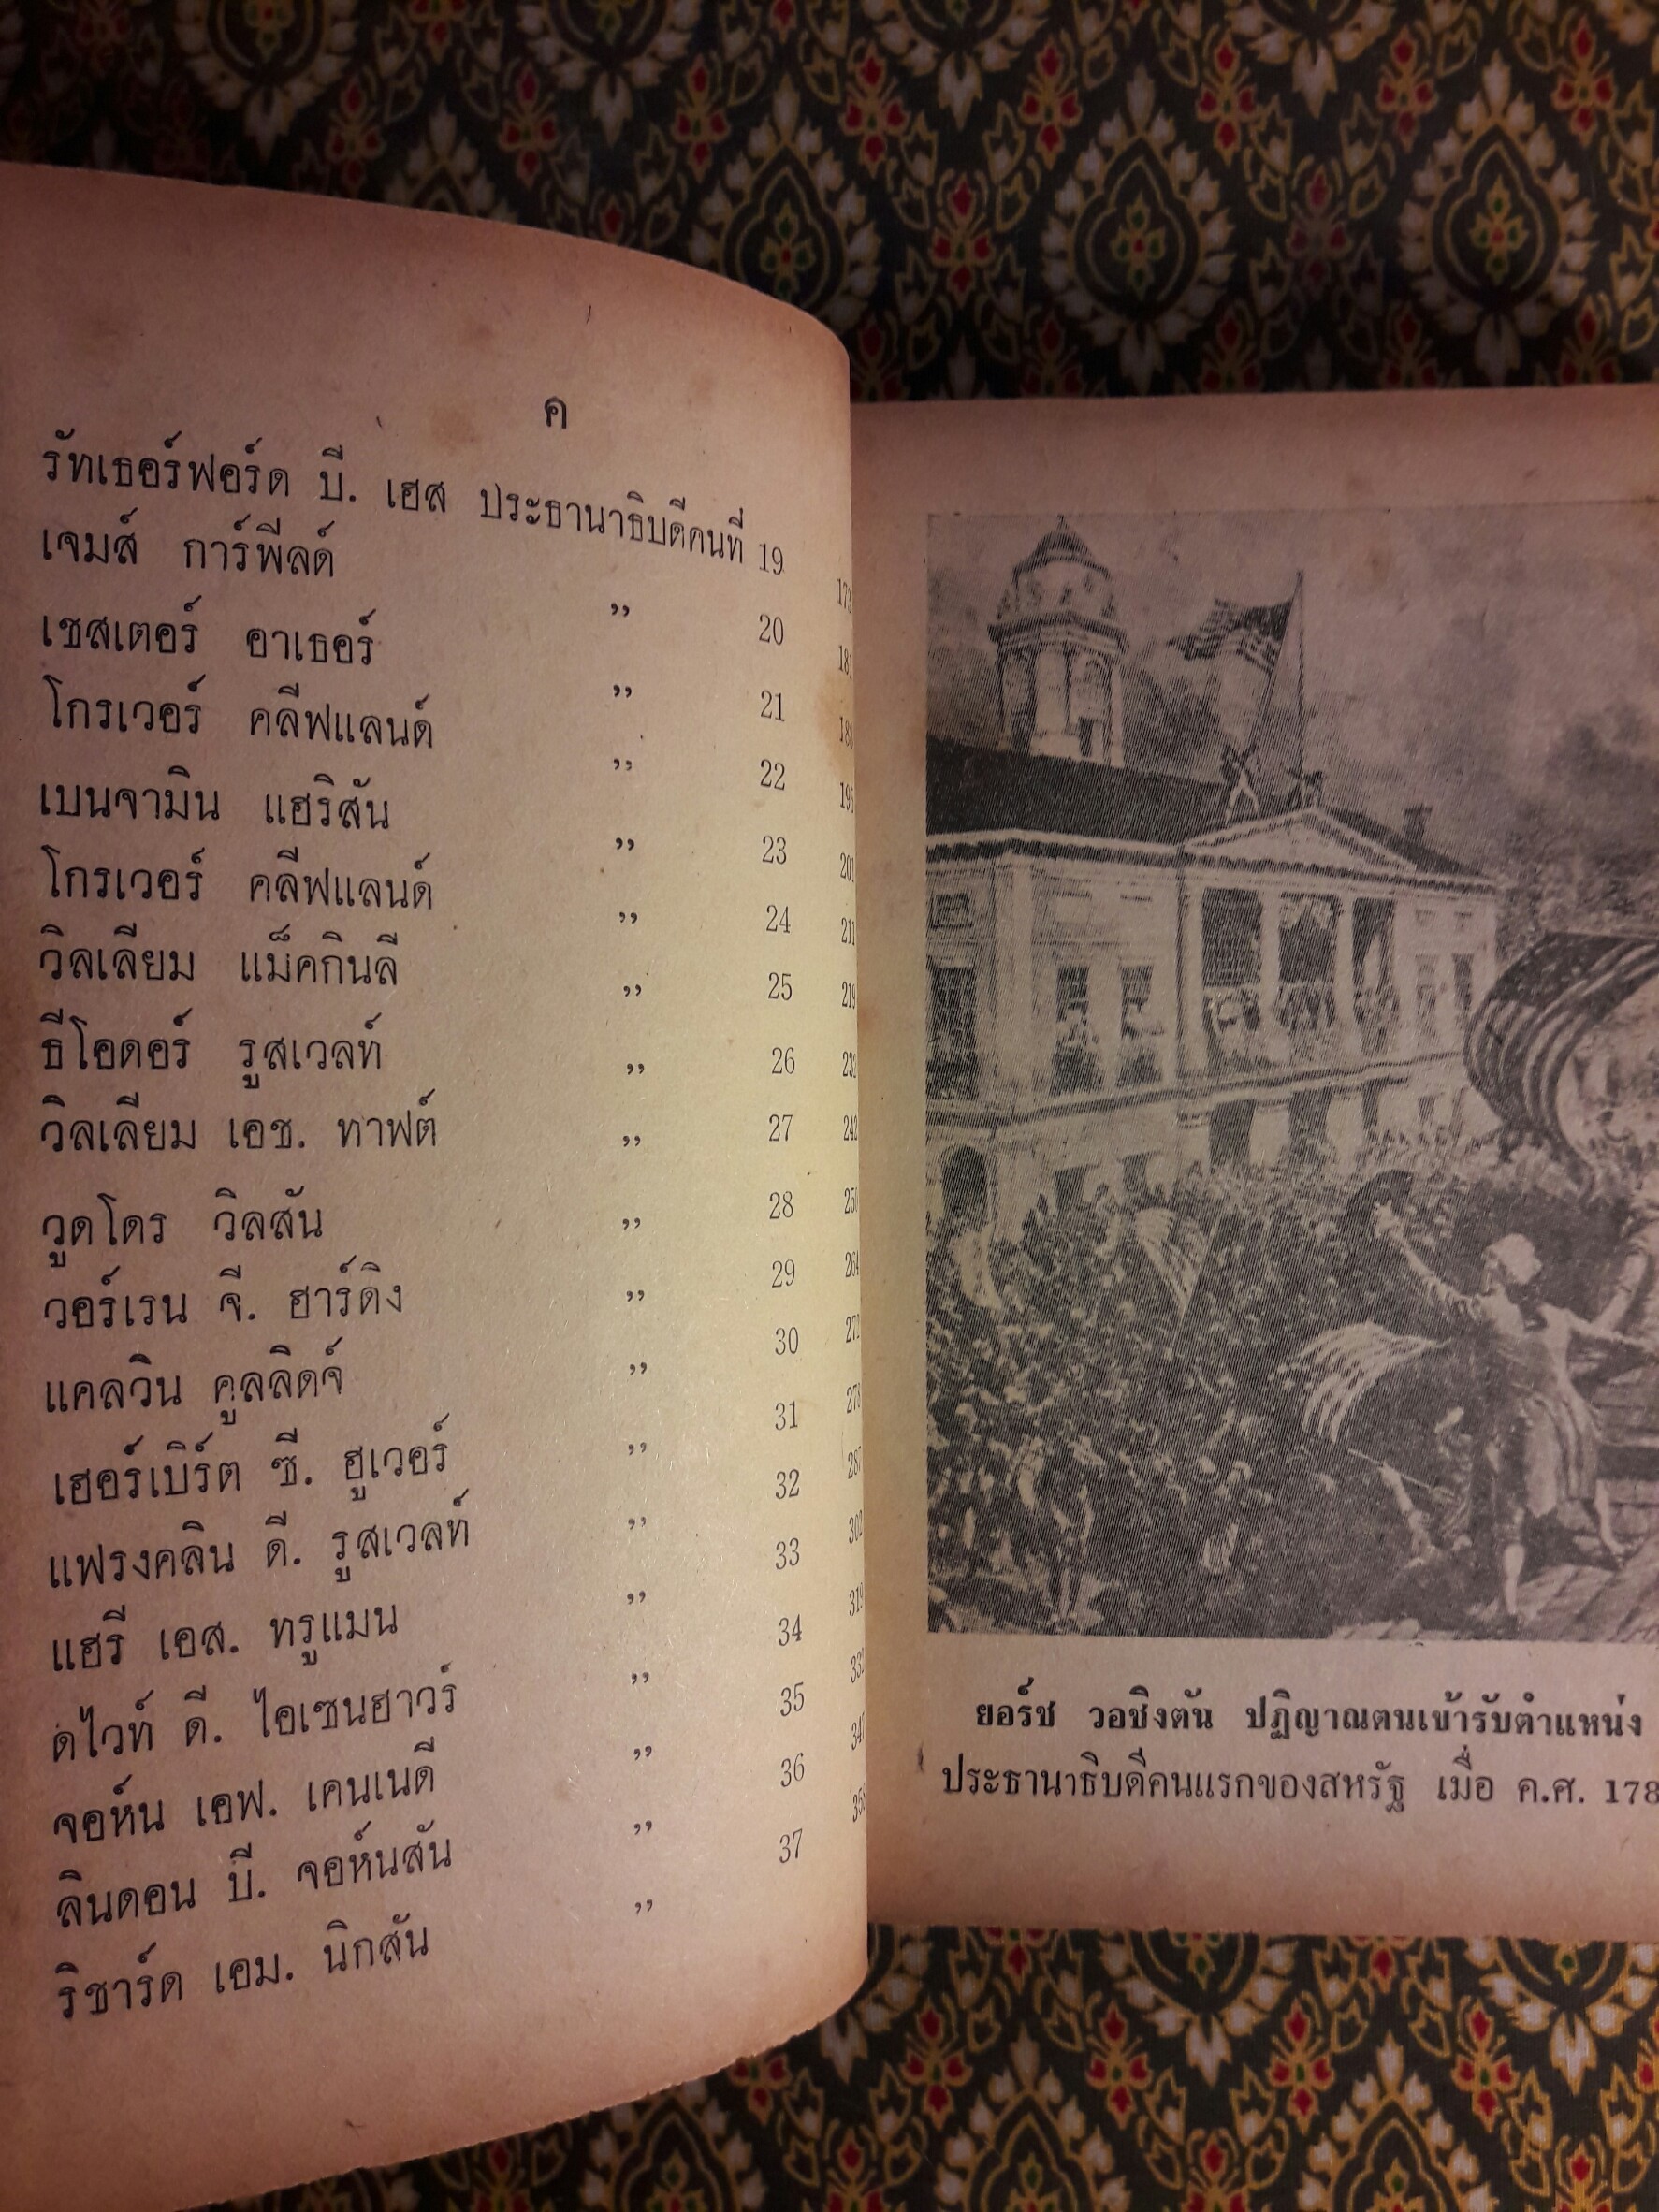 ค
รัทเธอร์ฟอร์ด บี. เฮส ประธานาธิบดีคนที่ 19
เจมส์ การ์ฟีลด์ ,, 20 181
เชสเตอร์ อาเธอร์ ,, 21
โกรเวอร์ คลีฟแลนด์ ,, 22
เบนจามิน แฮริสัน ,, 23
โกรเวอร์ คลีฟแลนด์ ,, 24 211
วิลเลียม แม็คกินลี ,, 25 219
ธีโอดอร์ รูสเวลท์ ,, 26 232
วิลเลียม เอช. ทาฟต์ ,, 27 242
วูดโดร วิลสัน ,, 28
วอร์เรน จี. ฮาร์ดิง ,, 29 264
แคลวิน คูลลิดจ์ ,, 30
เฮอร์เบิร์ต ซี. ฮูเวอร์ ,, 31
แฟรงคลิน ดี. รูสเวลท์ ,, 32
แฮรี เอส. ทรูแมน ,, 33
ดไวท์ ดี. ไอเซนฮาวร์ ,, 34
จอห์น เอฟ. เคนเนดี ,, 35
ลินดอน บี. จอห์นสัน ,, 36
ริชาร์ด เอม. นิกสัน ,, 37
ยอร์ช วอชิงตัน ปฏิญาณตนเข้ารับตำแหน่ง
ประธานาธิบดีคนแรกของสหรัฐ เมื่อ ค.ศ. 178